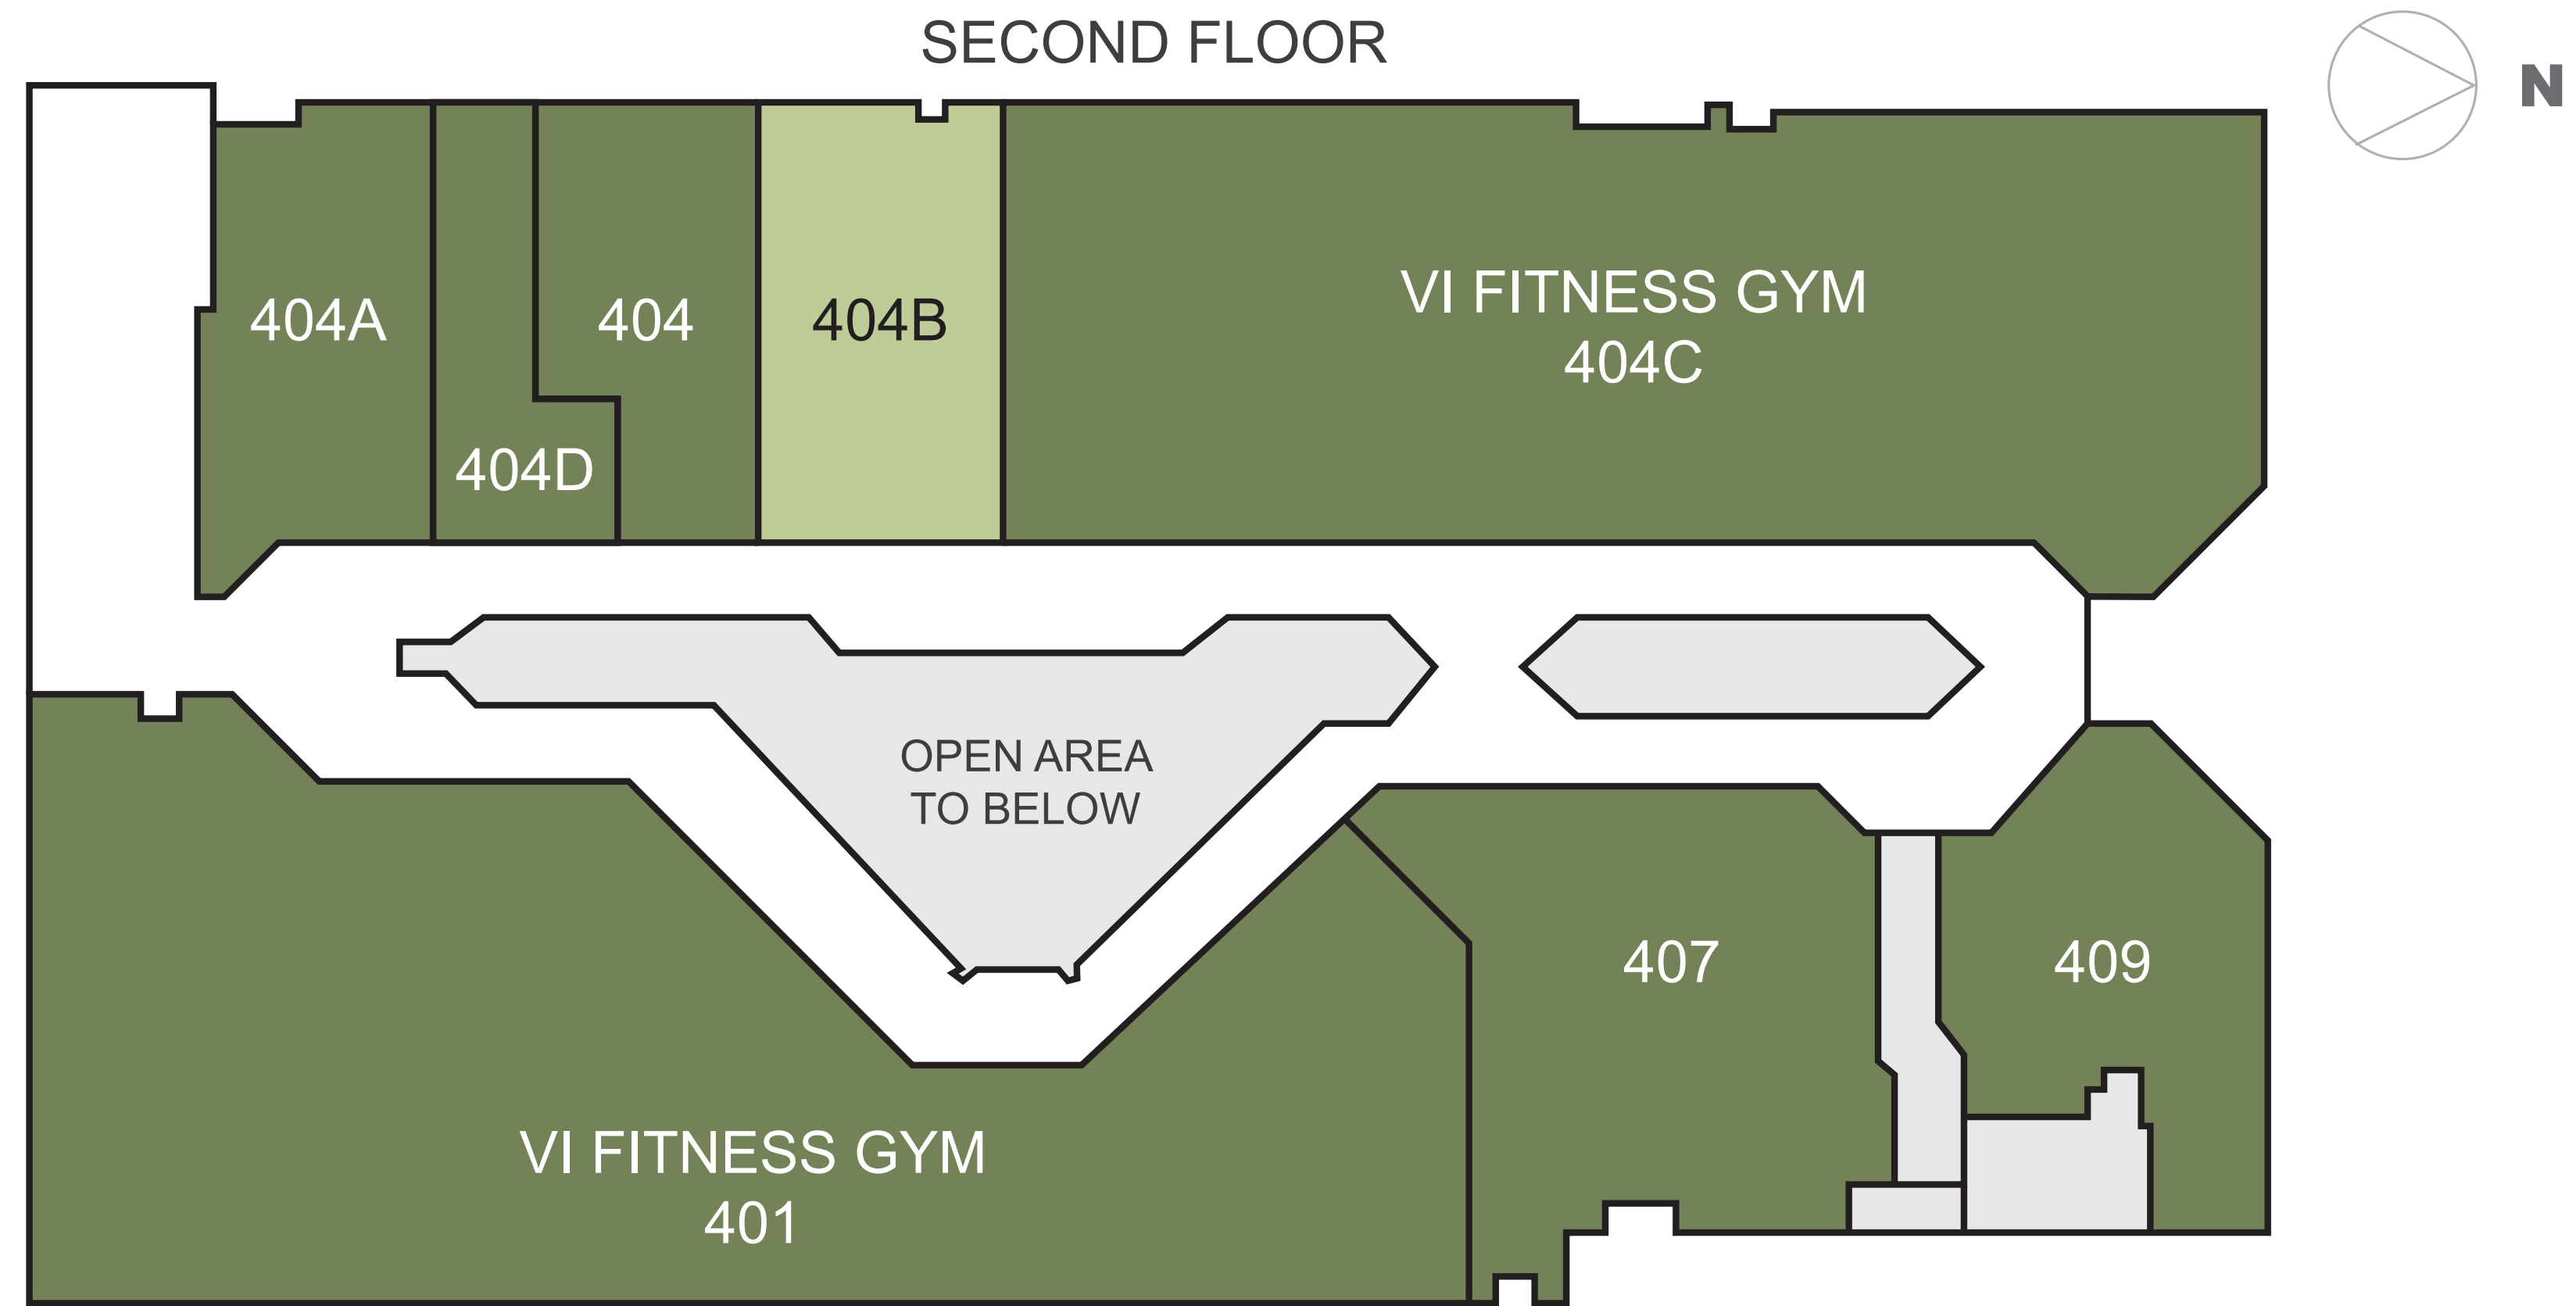 SECOND FLOOR
N
404A
404
404B
VI FITNESS GYM
404C
404D
OPEN AREA
TO BELOW
407
409
VI FITNESS GYM
401